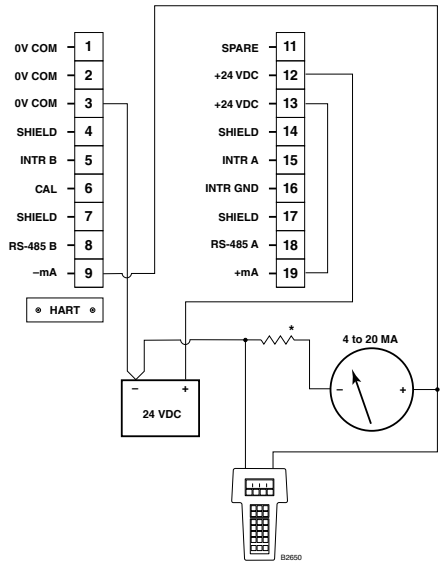 0V COM 1
0V COM 2
0V COM 3
SHIELD 4
INTR B 5
CAL 6
SHIELD 7
RS-485 B 8
−mA 9
HART
SPARE 11
+24 VDC 12
+24 VDC 13
SHIELD 14
INTR A 15
INTR GND 16
SHIELD 17
RS-485 A 18
+mA 19
*
4 to 20 MA
− +
− +
24 VDC
B2650